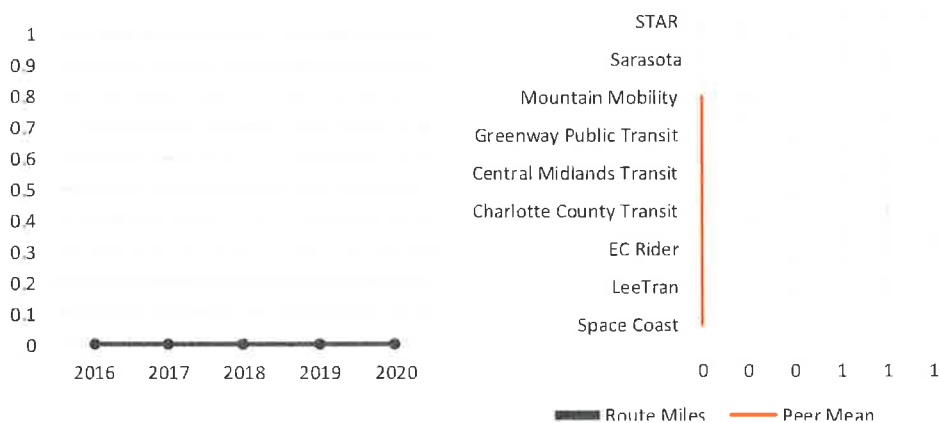 1
0.9
0.8
0.7
0.6
0.5
0.4
0.3
0.2
0.1
0
2016 2017 2018 2019 2020
STAR
Sarasota
Mountain Mobility
Greenway Public Transit
Central Midlands Transit
Charlotte County Transit
EC Rider
LeeTran
Space Coast
0 0 0 1 1 1
Route Miles Peer Mean